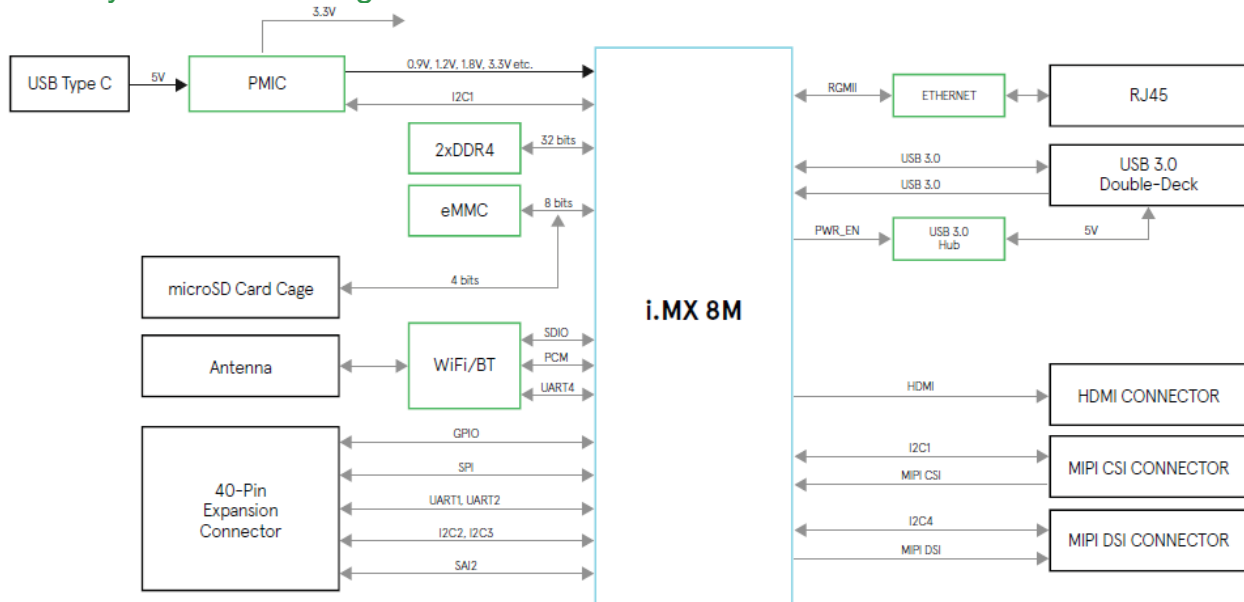 3.3V
USB Type C
5V
PMIC
0.9V, 1.2V, 1.8V, 3.3V etc.
I2C1
2xDDR4
32 bits
eMMC
8 bits
microSD Card Cage
4 bits
Antenna
WiFi/BT
SDIO
PCM
UART4
40-Pin
Expansion
Connector
GPIO
SPI
UART1, UART2
I2C2, I2C3
SAI2
i.MX 8M
RGMII
ETHERNET
RJ45
USB 3.0
USB 3.0
USB 3.0
Double-Deck
PWR_EN
USB 3.0
Hub
5V
HDMI
HDMI CONNECTOR
I2C1
MIPI CSI
MIPI CSI CONNECTOR
I2C4
MIPI DSI
MIPI DSI CONNECTOR